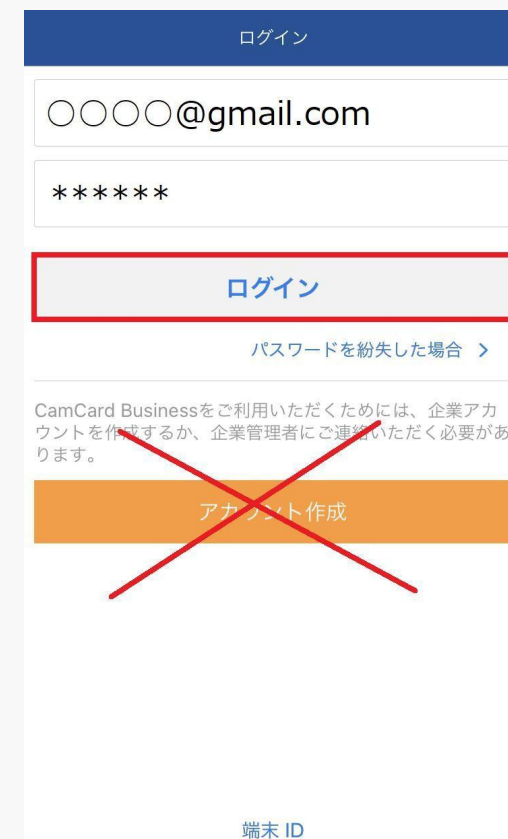 ログイン
○○○○@gmail.com
******
ログイン
パスワードを紛失した場合 >
CamCard Businessをご利用いただくためには、企業アカ
ウントを作成するか、企業管理者にご連絡いただく必要があ
ります。
アカウント作成
端末 ID